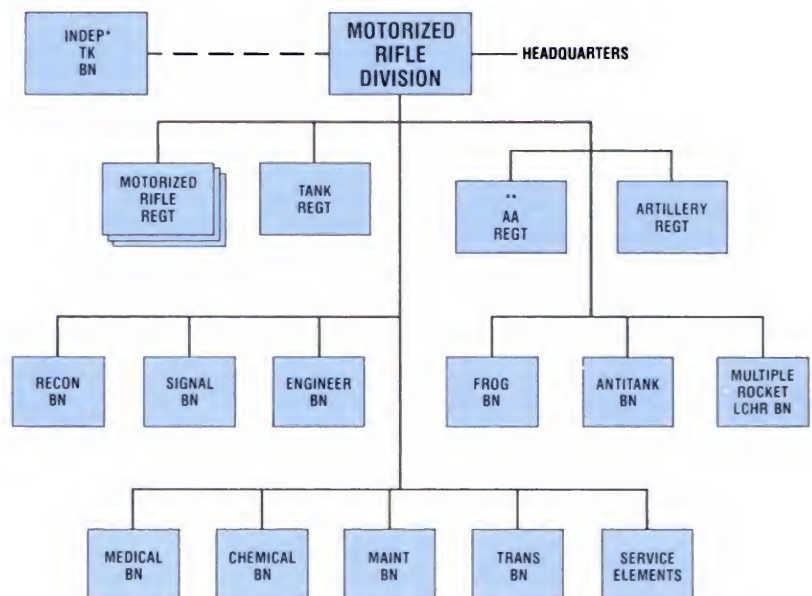 INDEP*
TK
BN
MOTORIZED
RIFLE
DIVISION
HEADQUARTERS
MOTORIZED
RIFLE
REGT
TANK
REGT
**
AA
REGT
ARTILLERY
REGT
RECON
BN
SIGNAL
BN
ENGINEER
BN
FROG
BN
ANTITANK
BN
MULTIPLE
ROCKET
LCHR BN
MEDICAL
BN
CHEMICAL
BN
MAINT
BN
TRANS
BN
SERVICE
ELEMENTS